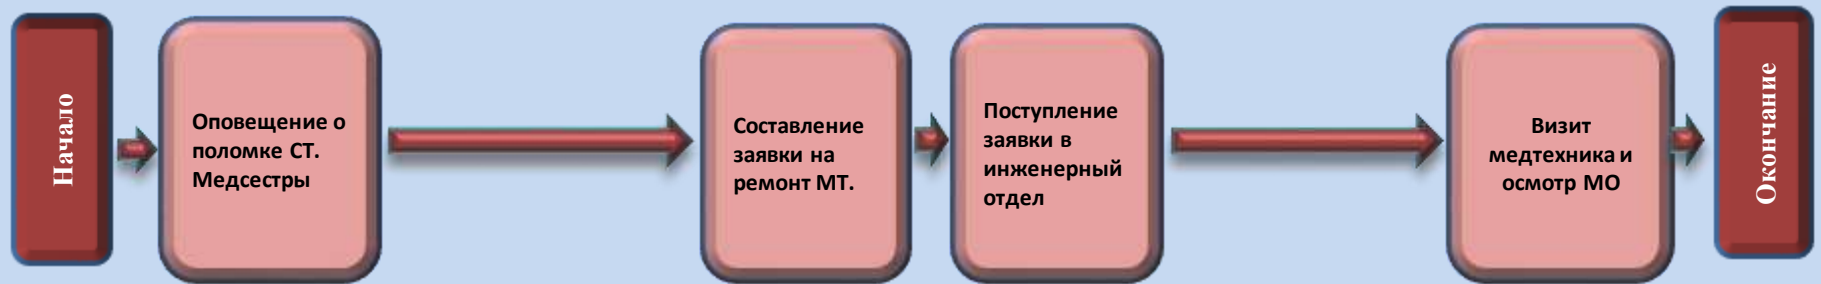 Начало
Оповещение о
поломке СТ.
Медсестры
Составление
заявки на
ремонт МТ.
Поступление
заявки в
инженерный
отдел
Визит
медтехника и
осмотр МО
Окончание